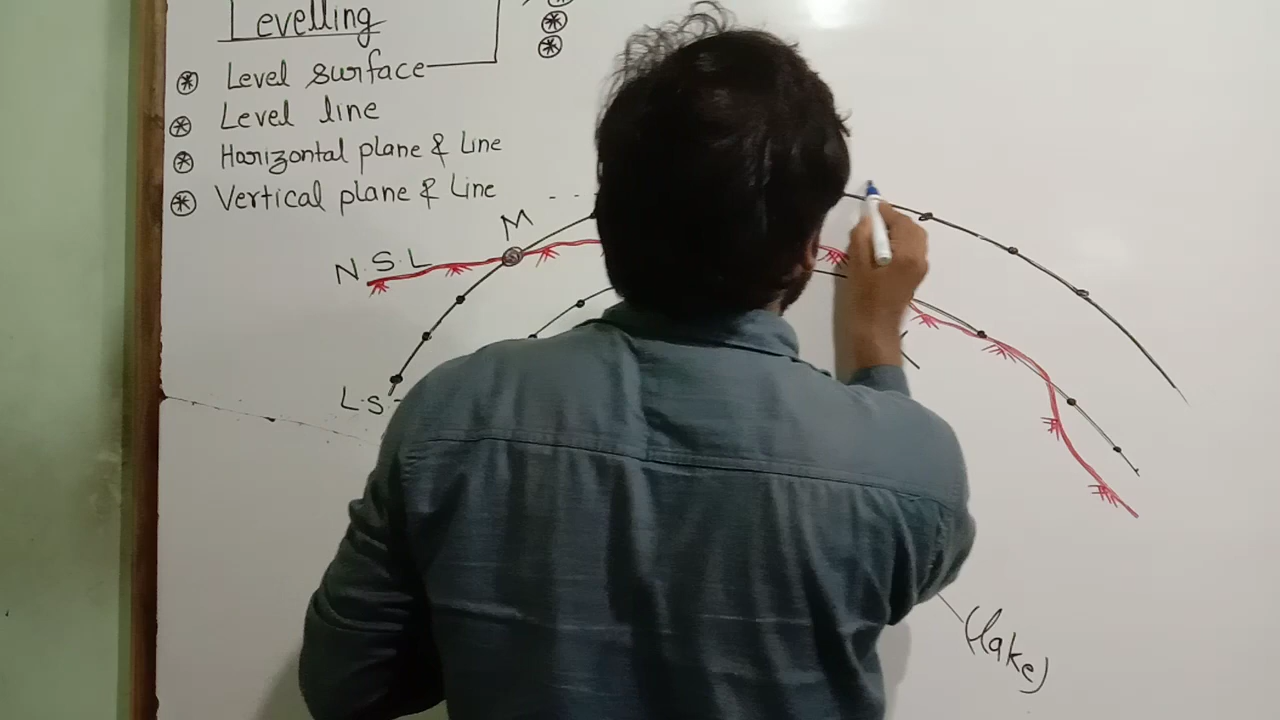 Levelling
Level surface
Level line
Horizontal plane & Line
Vertical plane & Line
M
N.S.L
L.S
(lake)